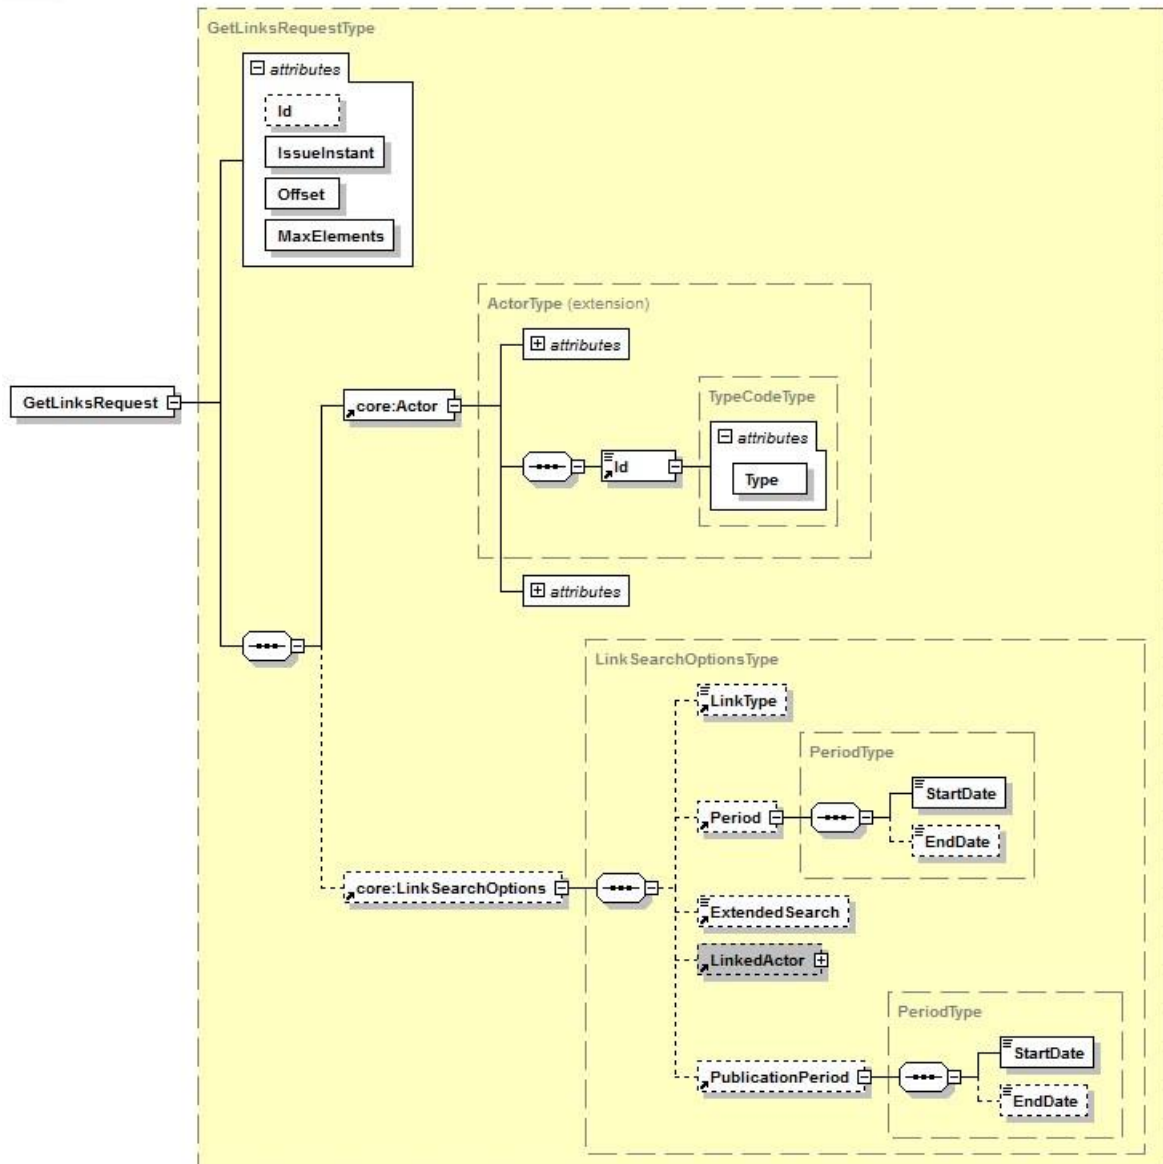 GetLinksRequestType
attributes
Id
IssueInstant
Offset
MaxElements
ActorType (extension)
attributes
GetLinksRequest
core:Actor
TypeCodeType
attributes
Id
Type
attributes
LinkSearchOptionsType
LinkType
PeriodType
StartDate
Period
EndDate
core:LinkSearchOptions
ExtendedSearch
LinkedActor
PeriodType
StartDate
PublicationPeriod
EndDate